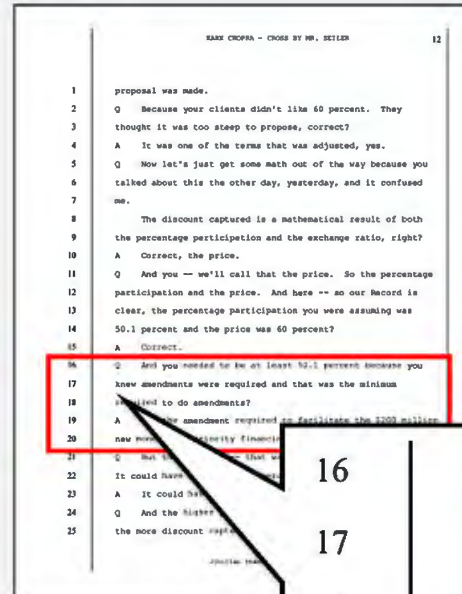 KARN CHOPRA - CROSS BY MR. SEILER 12
1 proposal was made.
2 Q Because your clients didn't like 60 percent. They
3 thought it was too steep to propose, correct?
4 A It was one of the terms that was adjusted, yes.
5 Q Now let's just get some math out of the way because you
6 talked about this the other day, yesterday, and it confused
7 me.
8 The discount captured is a mathematical result of both
9 the percentage perticipetion and the exchange ratio, right?
10 A Correct, the price.
11 Q And you -- we'll call that the price. So the percentage
12 participation and the price. And here -- so our Record is
13 clear, the percentage participation you were assuming was
14 50.1 percent and the price was 60 percent?
15 A Correct.
16 Q And you needed to be at least 50.1 percent because you
17 knew amendments were required and that was the minimum
18 required to do amendments?
19 A the amendment required to facilitate the $200 million
20 new
21 Q But that w
22 It could have
23 A It could
24 Q And the higher
25 the more discount
16
17